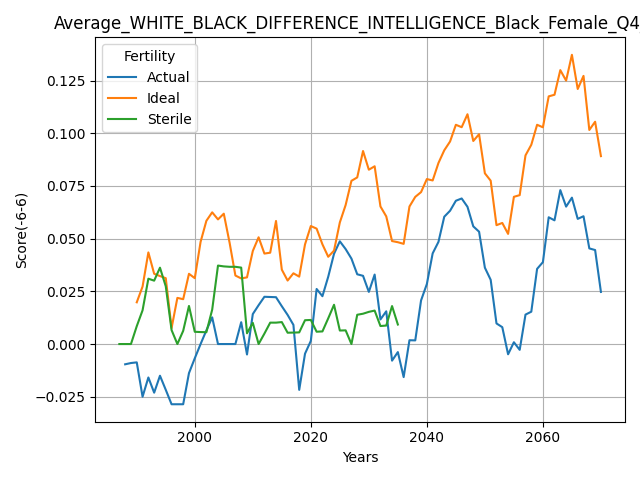 Average_WHITE_BLACK_DIFFERENCE_INTELLIGENCE_Black_Female_Q4
Fertility
Actual
Ideal
Sterile
Score(-6-6)
0.125
0.100
0.075
0.050
0.025
0.000
−0.025
2000
2020
2040
2060
Years